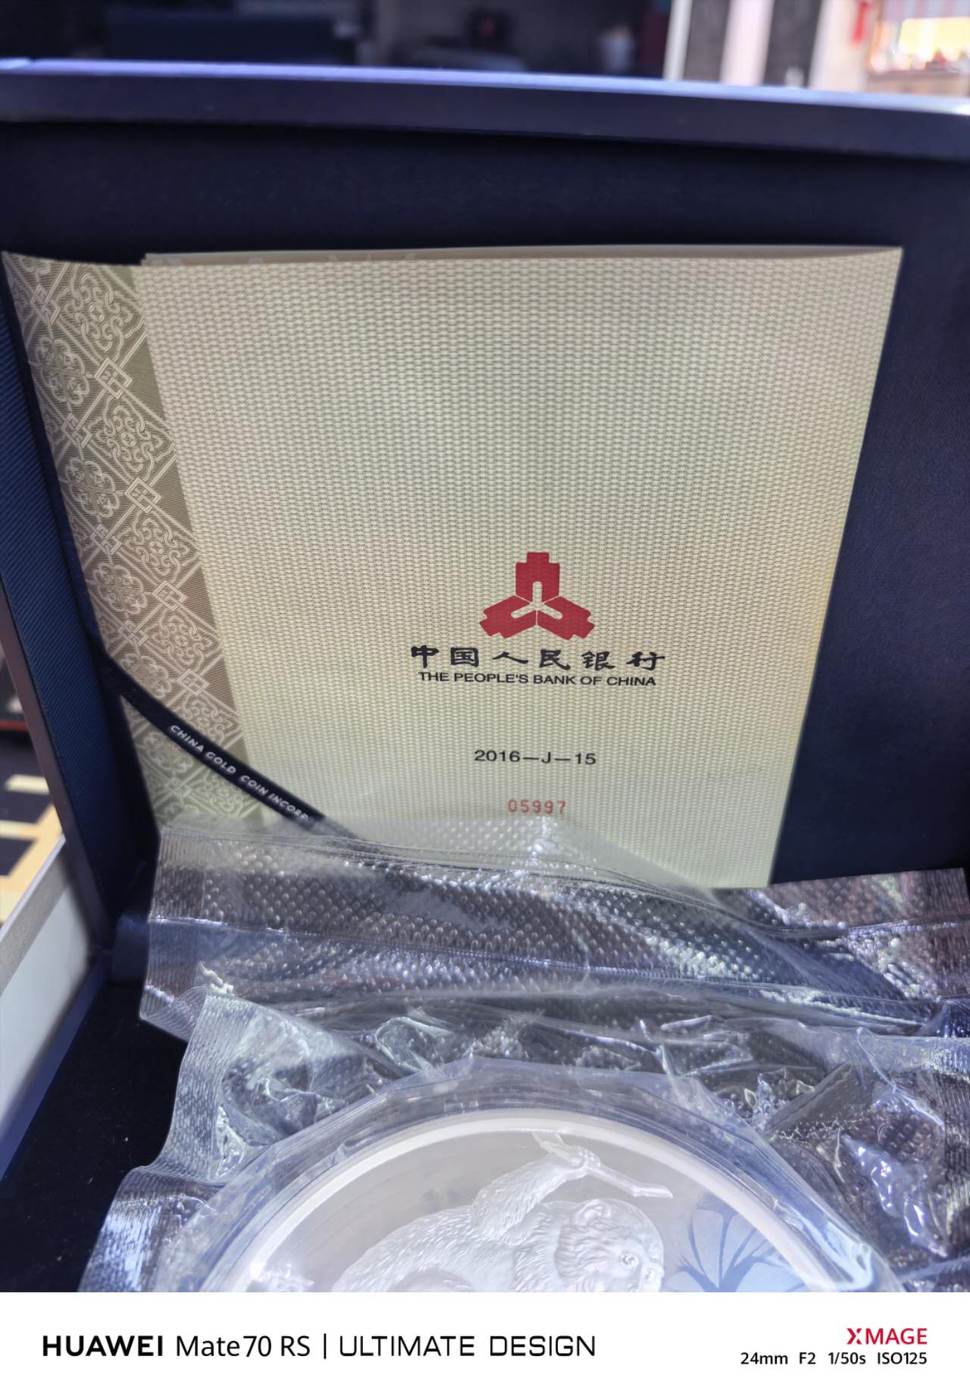 中国人民银行
THE PEOPLE'S BANK OF CHINA
2016—J—15
05997
CHINA GOLD COIN INCORP
HUAWEI Mate70 RS | ULTIMATE DESIGN
XMAGE
24mm F2 1/50s ISO125